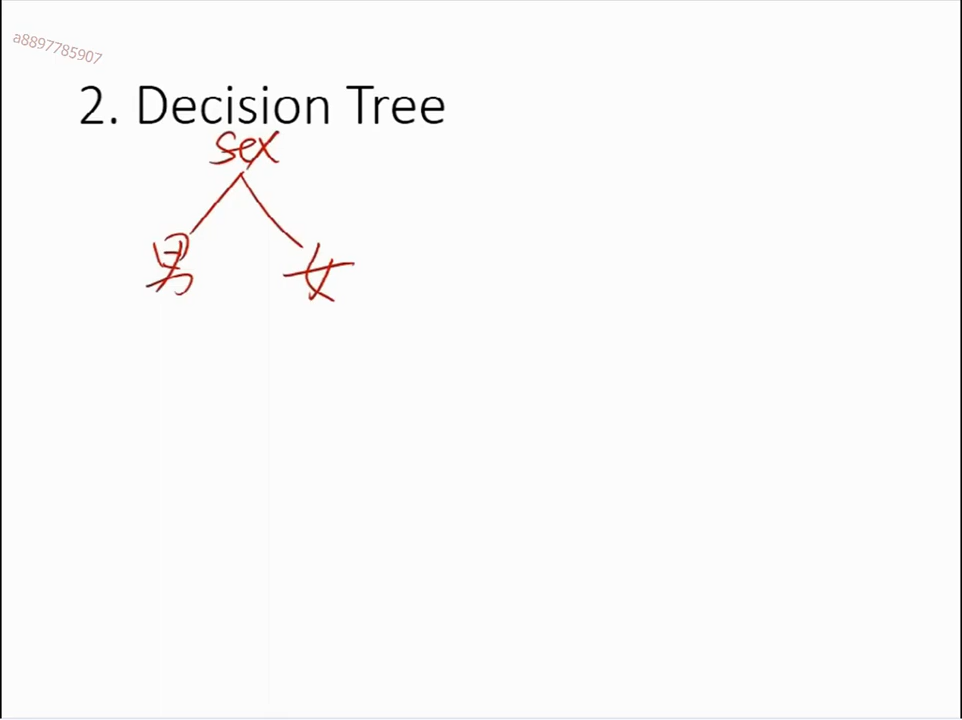 a8897785907
2. Decision Tree
sex
男 女